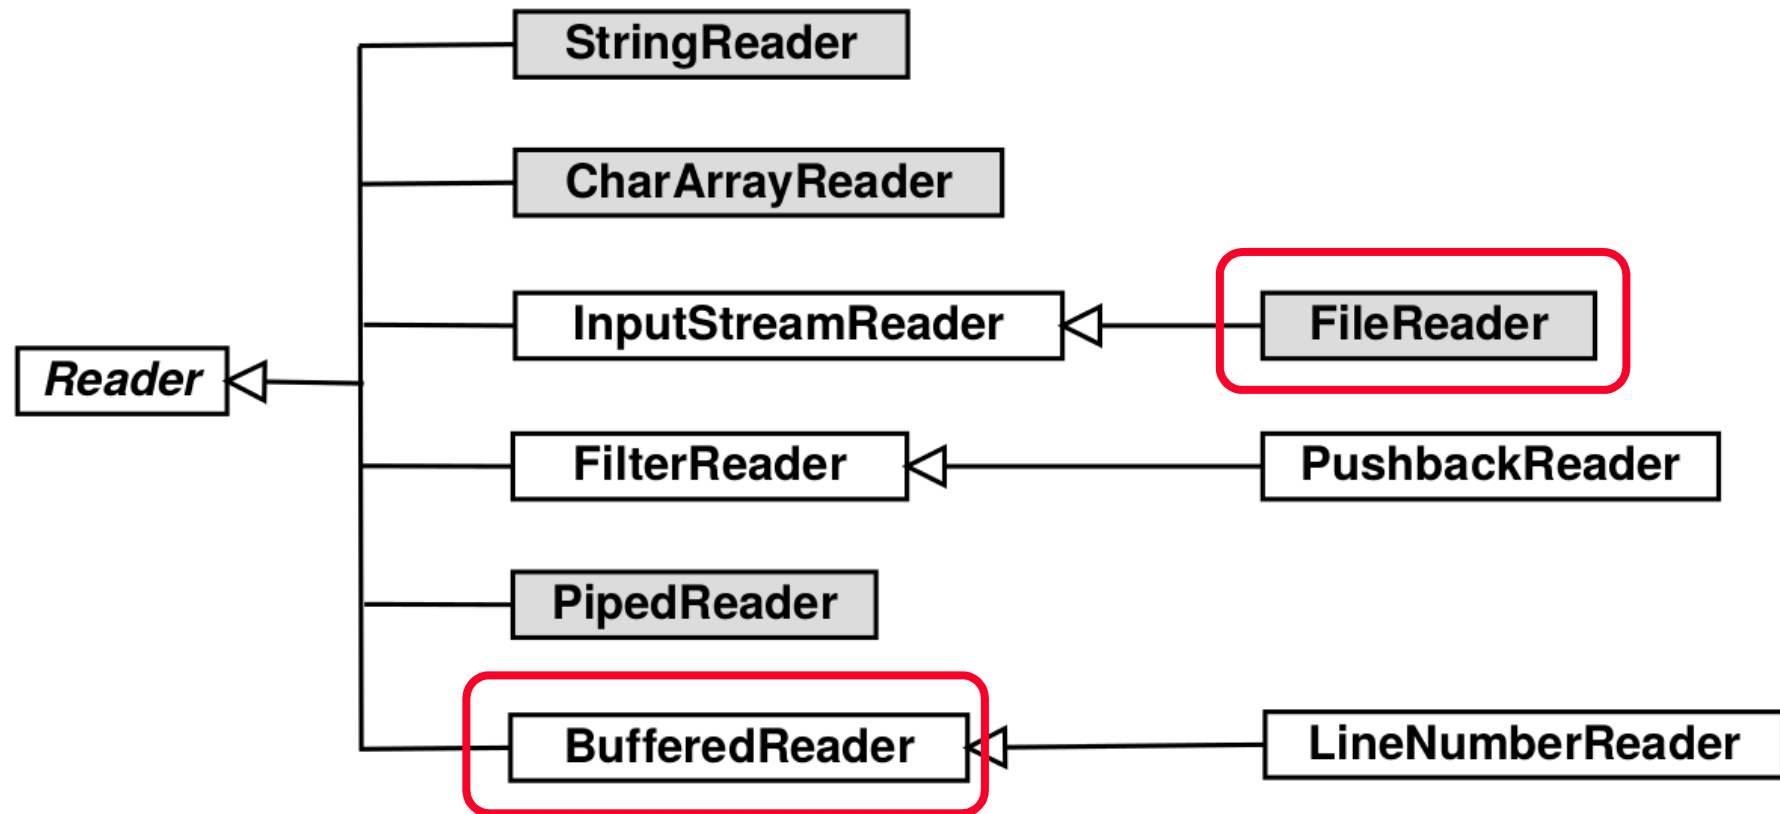 StringReader
CharArrayReader
InputStreamReader
FileReader
Reader
FilterReader
PushbackReader
PipedReader
BufferedReader
LineNumberReader